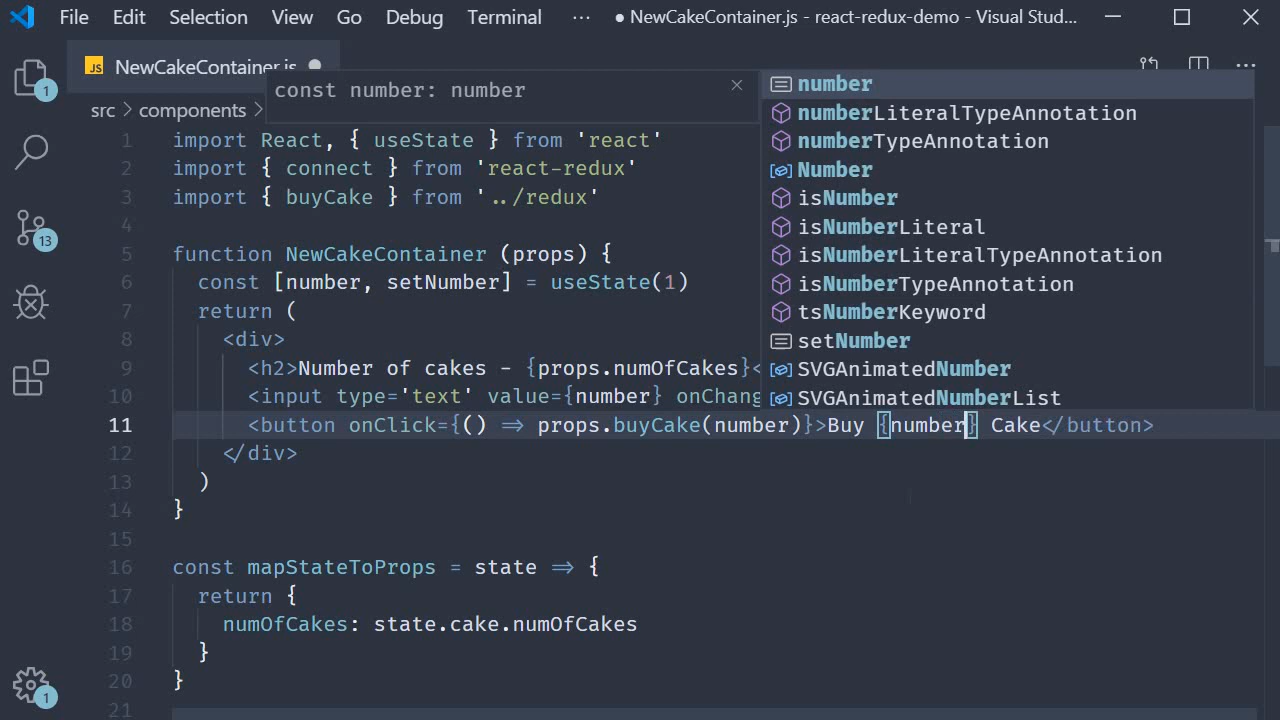 File Edit Selection View Go Debug Terminal ··· ● NewCakeContainer.js - react-redux-demo - Visual Stud...
JS NewCakeContainer.js
src > components >
const number: number
1 import React, { useState } from 'react'
2 import { connect } from 'react-redux'
3 import { buyCake } from '../redux'
4
5 function NewCakeContainer (props) {
6 const [number, setNumber] = useState(1)
7 return (
8 <div>
9 <h2>Number of cakes - {props.numOfCakes}<
10 <input type='text' value={number} onChang
11 <button onClick={() => props.buyCake(number)}>Buy {number} Cake</button>
12 </div>
13 )
14 }
15
16 const mapStateToProps = state => {
17 return {
18 numOfCakes: state.cake.numOfCakes
19 }
20 }
21
number
numberLiteralTypeAnnotation
numberTypeAnnotation
Number
isNumber
isNumberLiteral
isNumberLiteralTypeAnnotation
isNumberTypeAnnotation
tsNumberKeyword
setNumber
SVGAnimatedNumber
SVGAnimatedNumberList
1
13
1